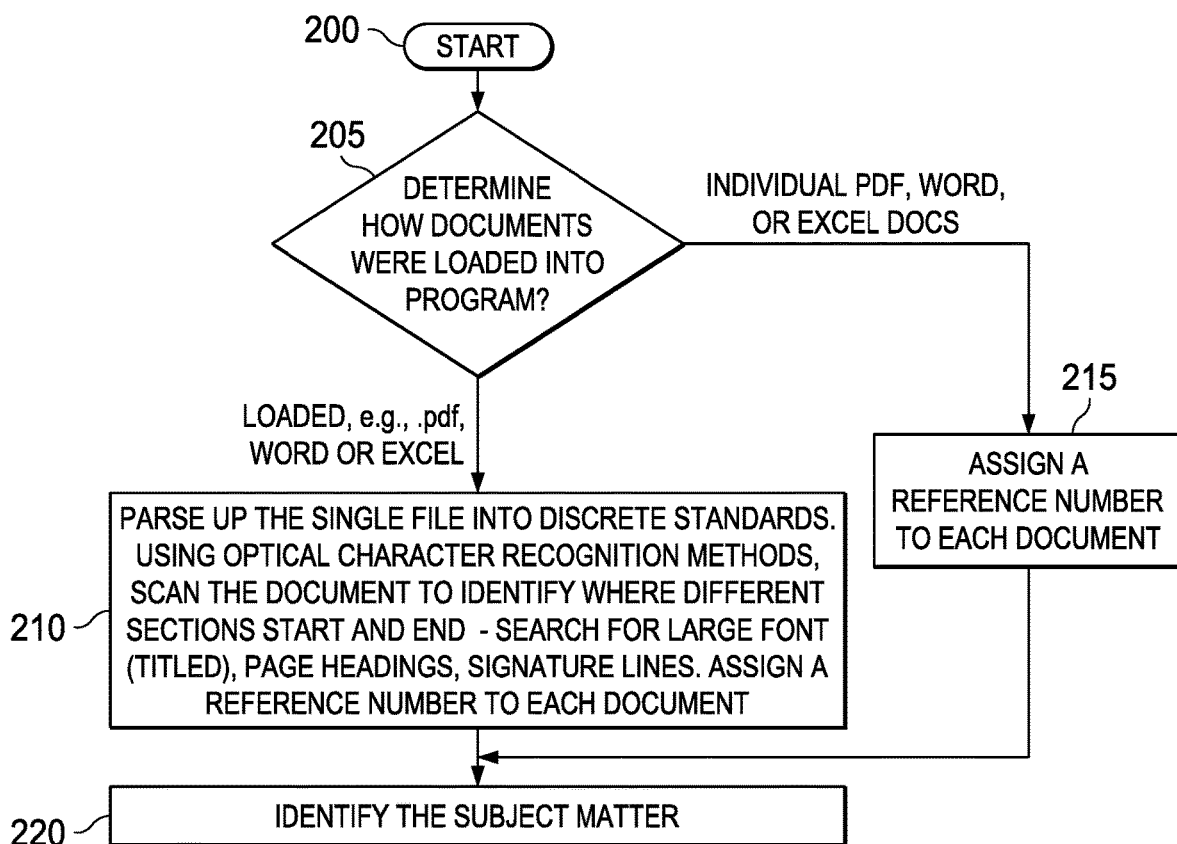 200
START
205
DETERMINE
HOW DOCUMENTS
WERE LOADED INTO
PROGRAM?
INDIVIDUAL PDF, WORD,
OR EXCEL DOCS
LOADED, e.g., .pdf,
WORD OR EXCEL
215
ASSIGN A
REFERENCE NUMBER
TO EACH DOCUMENT
210
PARSE UP THE SINGLE FILE INTO DISCRETE STANDARDS.
USING OPTICAL CHARACTER RECOGNITION METHODS,
SCAN THE DOCUMENT TO IDENTIFY WHERE DIFFERENT
SECTIONS START AND END - SEARCH FOR LARGE FONT
(TITLED), PAGE HEADINGS, SIGNATURE LINES. ASSIGN A
REFERENCE NUMBER TO EACH DOCUMENT
220
IDENTIFY THE SUBJECT MATTER